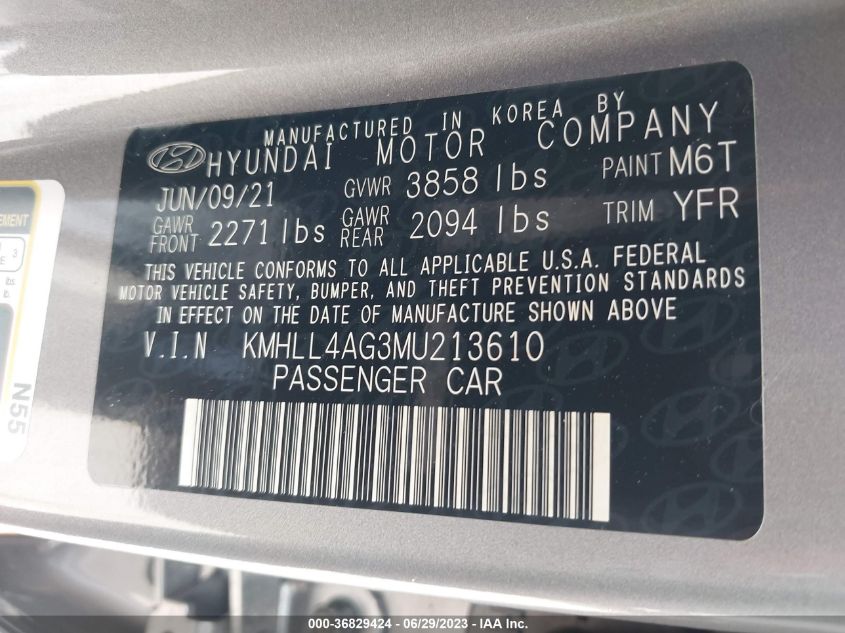 MANUFACTURED IN KOREA BY
HYUNDAI MOTOR COMPANY
JUN/09/21 GVWR 3858 lbs PAINT M6T
GAWR FRONT 2271 lbs GAWR REAR 2094 lbs TRIM YFR
THIS VEHICLE CONFORMS TO ALL APPLICABLE U.S.A. FEDERAL
MOTOR VEHICLE SAFETY, BUMPER, AND THEFT PREVENTION STANDARDS
IN EFFECT ON THE DATE OF MANUFACTURE SHOWN ABOVE
V.I.N KMHLL4AG3MU213610
PASSENGER CAR
3
lbs
lb.
N55
000-36829424 - 06/29/2023 - IAA Inc.